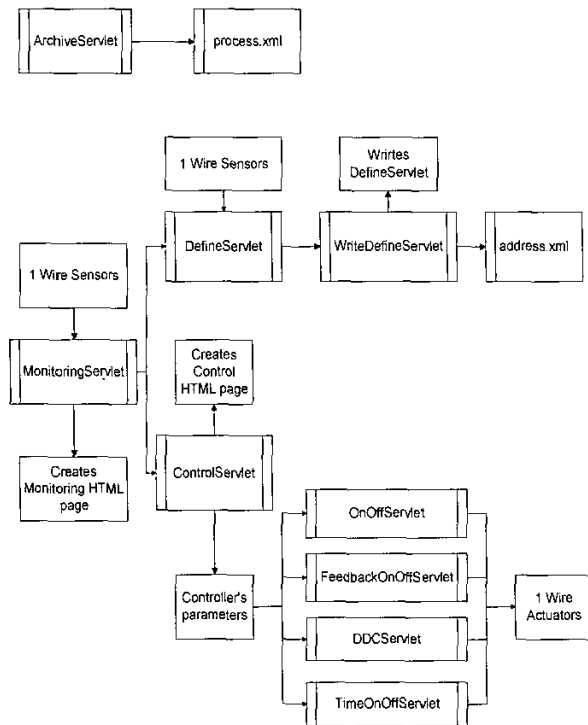 ArchiveServlet
process.xml
1 Wire Sensors
Wrirtes
DefineServlet
DefineServlet
WriteDefineServlet
address.xml
1 Wire Sensors
MonitoringServlet
Creates
Control
HTML page
Creates
Monitoring HTML
page
ControlServlet
OnOffServlet
FeedbackOnOffServlet
Controller's
parameters
1 Wire
Actuators
DDCServlet
TimeOnOffServlet